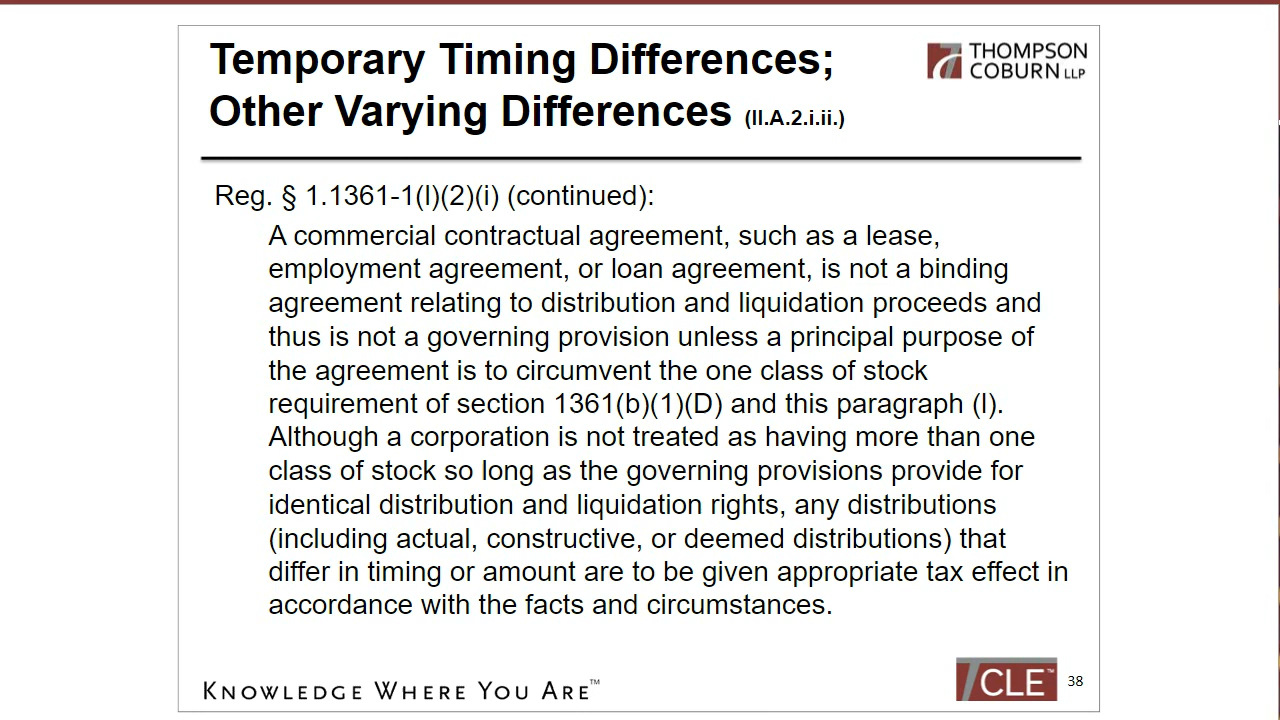 Temporary Timing Differences;
Other Varying Differences (II.A.2.i.ii.)
THOMPSON
COBURN LLP
Reg. § 1.1361-1(l)(2)(i) (continued):
A commercial contractual agreement, such as a lease,
employment agreement, or loan agreement, is not a binding
agreement relating to distribution and liquidation proceeds and
thus is not a governing provision unless a principal purpose of
the agreement is to circumvent the one class of stock
requirement of section 1361(b)(1)(D) and this paragraph (l).
Although a corporation is not treated as having more than one
class of stock so long as the governing provisions provide for
identical distribution and liquidation rights, any distributions
(including actual, constructive, or deemed distributions) that
differ in timing or amount are to be given appropriate tax effect in
accordance with the facts and circumstances.
KNOWLEDGE WHERE YOU ARE™
TCLE™
38